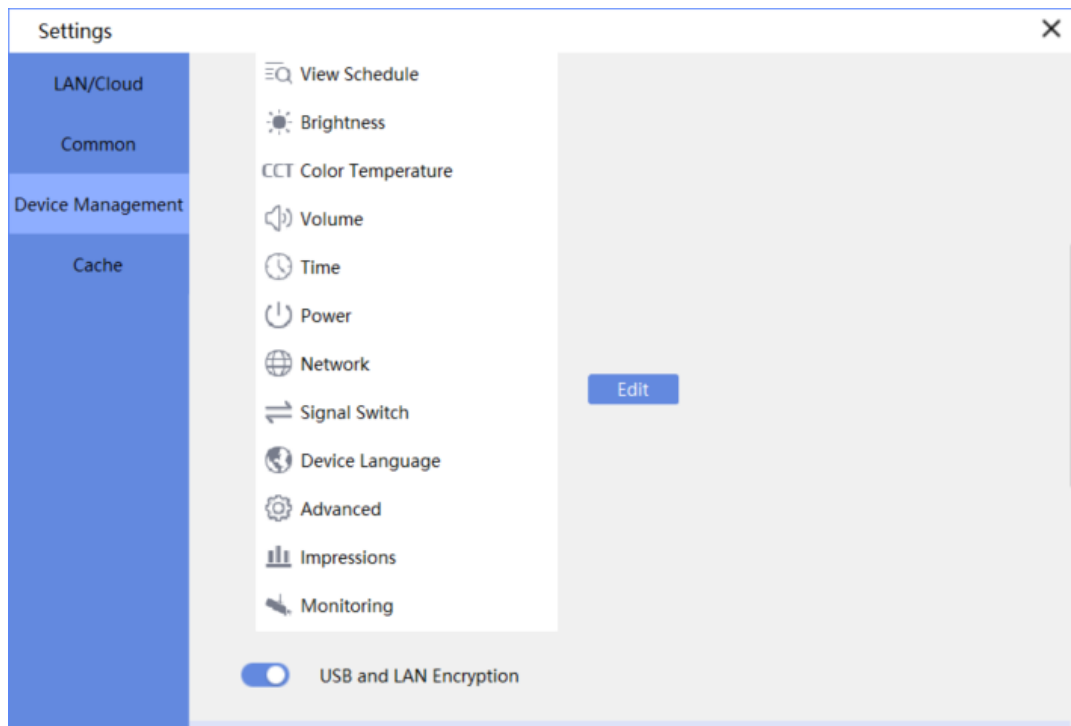 Settings
LAN/Cloud
Common
Device Management
Cache
View Schedule
Brightness
CCT Color Temperature
Volume
Time
Power
Network
Signal Switch
Device Language
Advanced
Impressions
Monitoring
Edit
USB and LAN Encryption